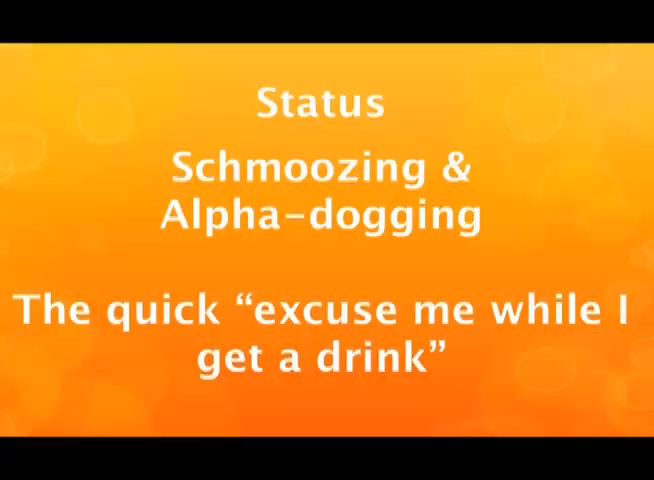 Status
Schmoozing &
Alpha-dogging
The quick “excuse me while I
get a drink”